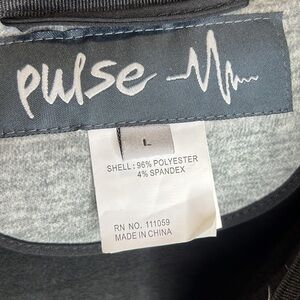 pulse
L
SHELL: 96% POLYESTER
4% SPANDEX
RN NO. 111059
MADE IN CHINA